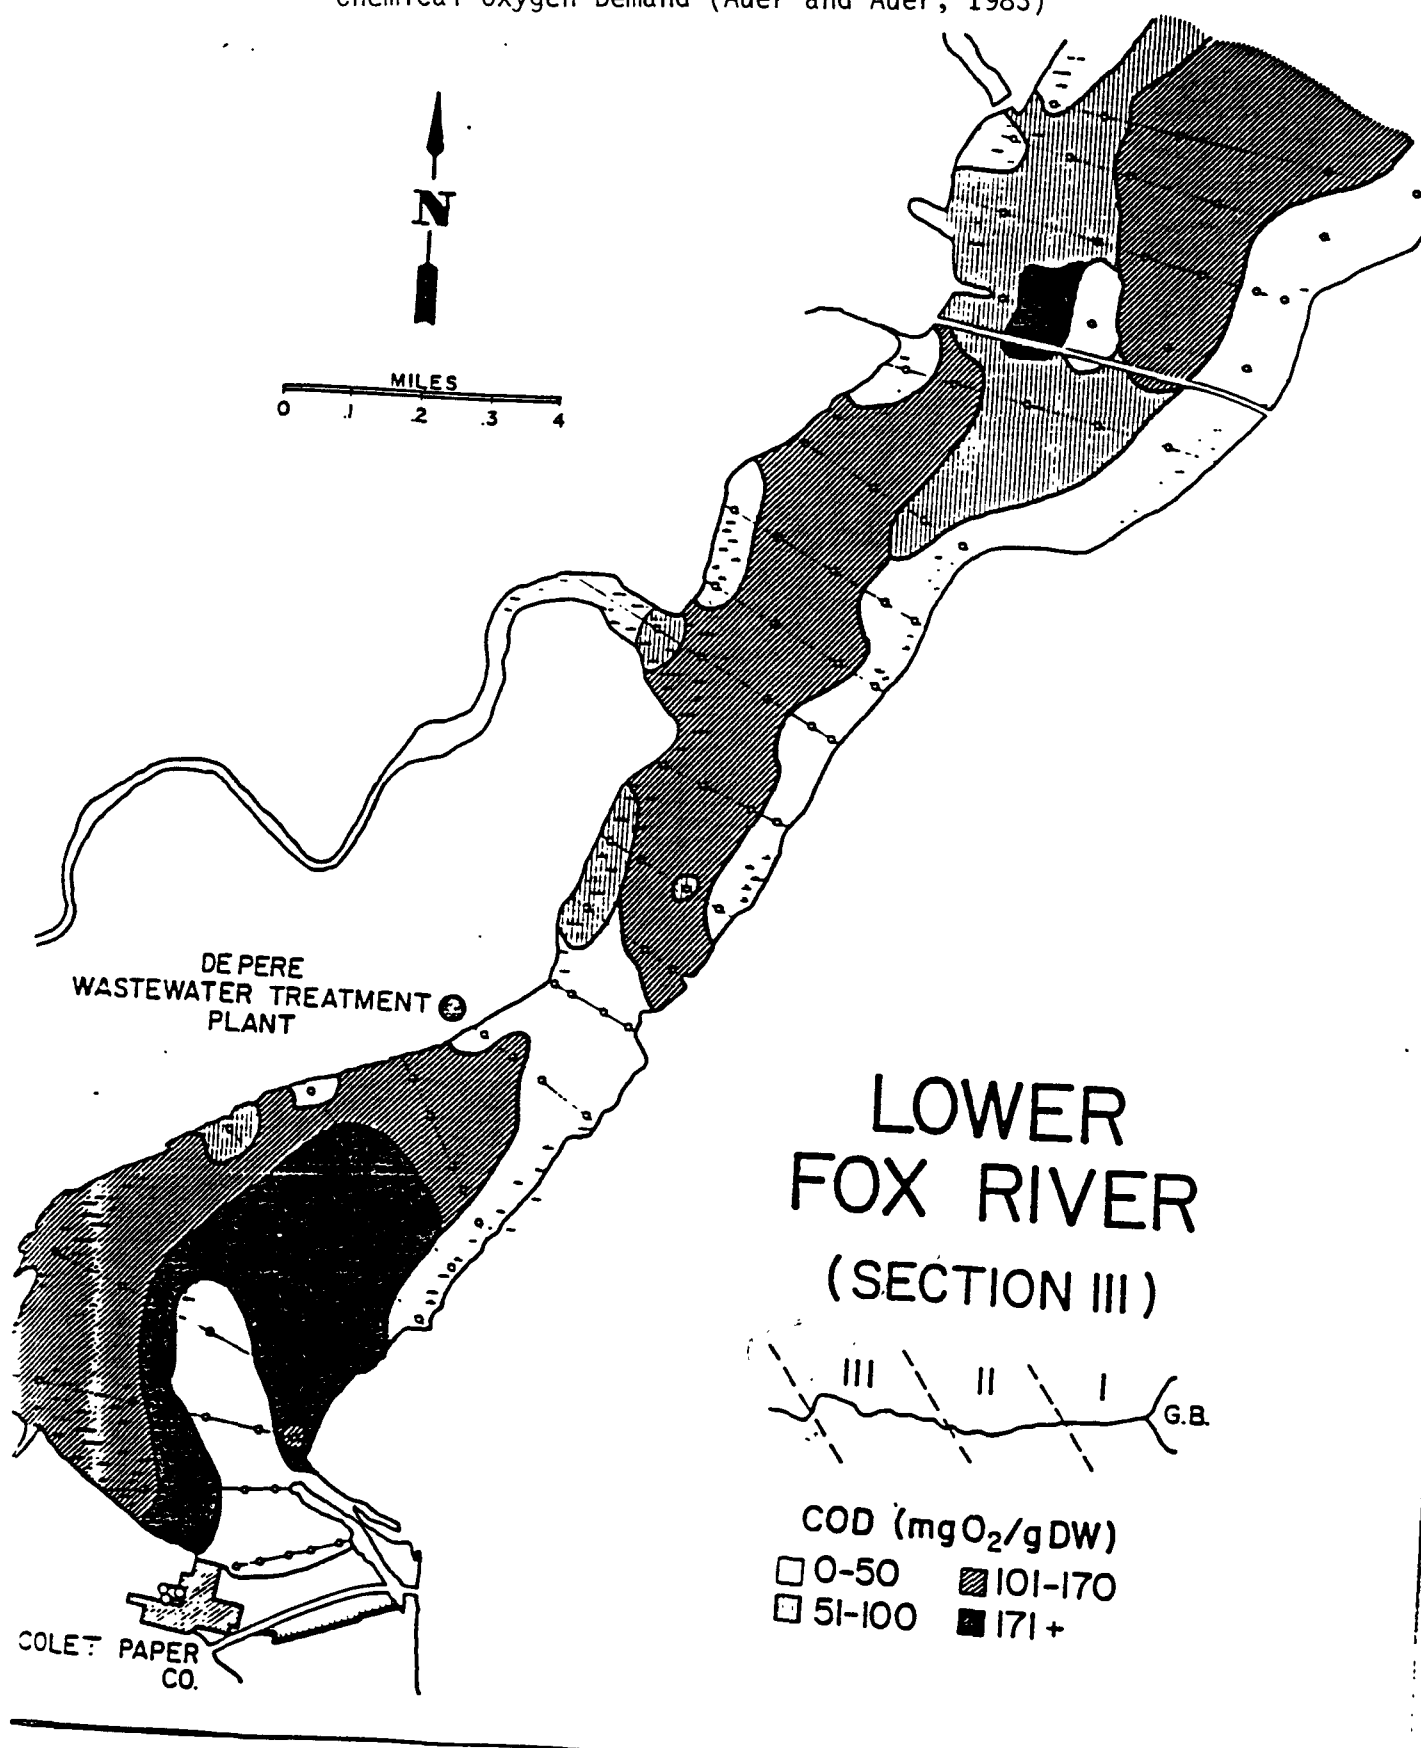 Chemical Oxygen Demand (Auer and Auer, 1983)
N
MILES
0 .1 .2 .3 4
DE PERE
WASTEWATER TREATMENT
PLANT
LOWER
FOX RIVER
(SECTION III)
III II I
G.B.
COD (mgO₂/gDW)
0-50 101-170
51-100 171+
PAPER
CO.